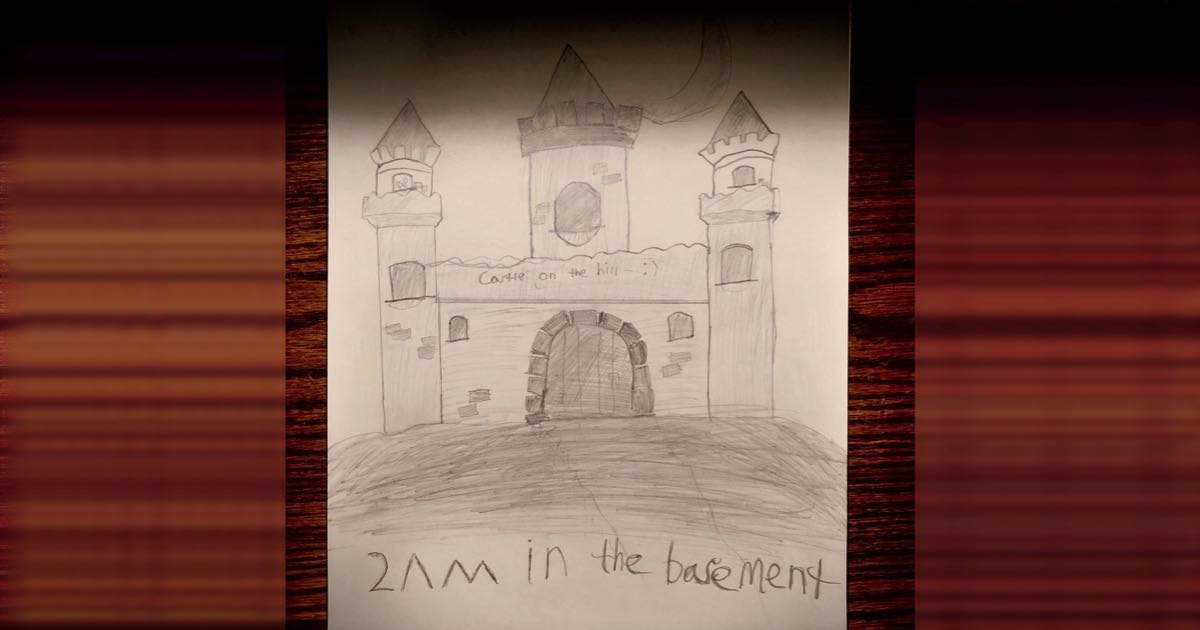 Castle on the hill :)
2AM in the basement